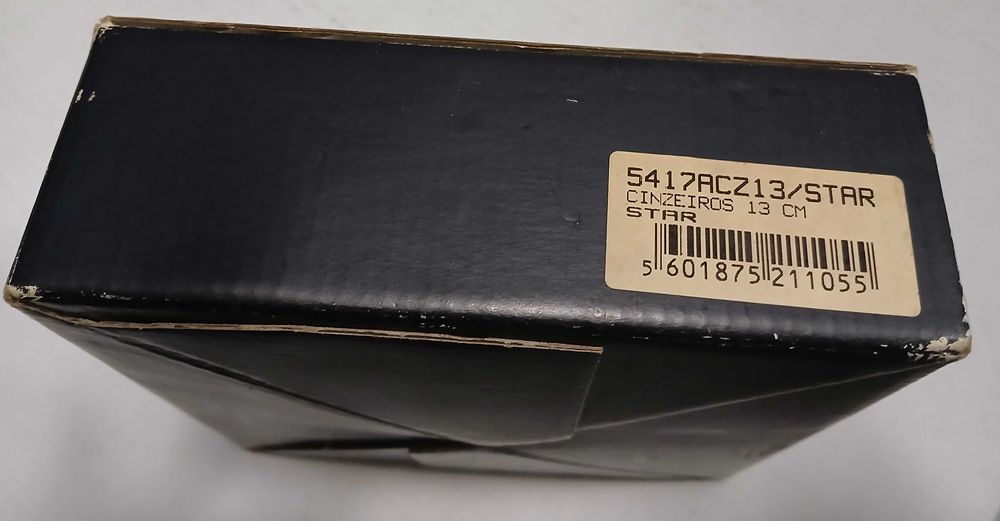 5417ACZ13/STAR
CINZEIROS 13 CM
STAR
5 601875 211055